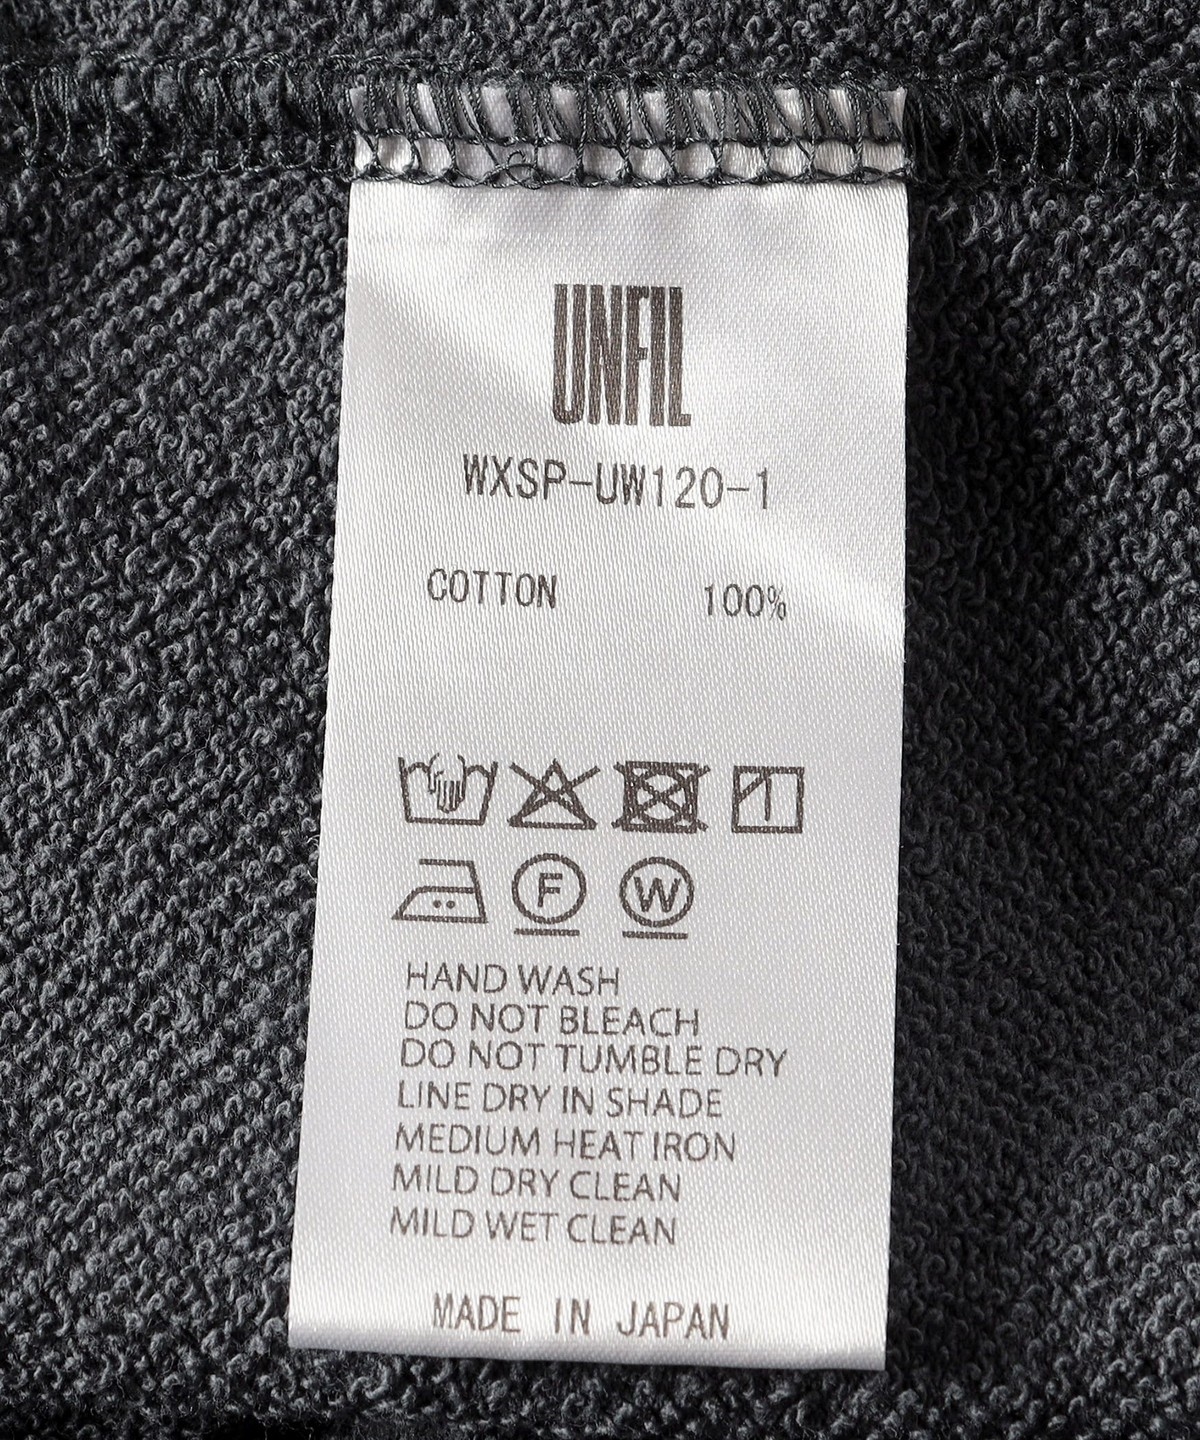 UNFIL
WXSP-UW120-1
COTTON 100%
F W
HAND WASH
DO NOT BLEACH
DO NOT TUMBLE DRY
LINE DRY IN SHADE
MEDIUM HEAT IRON
MILD DRY CLEAN
MILD WET CLEAN
MADE IN JAPAN